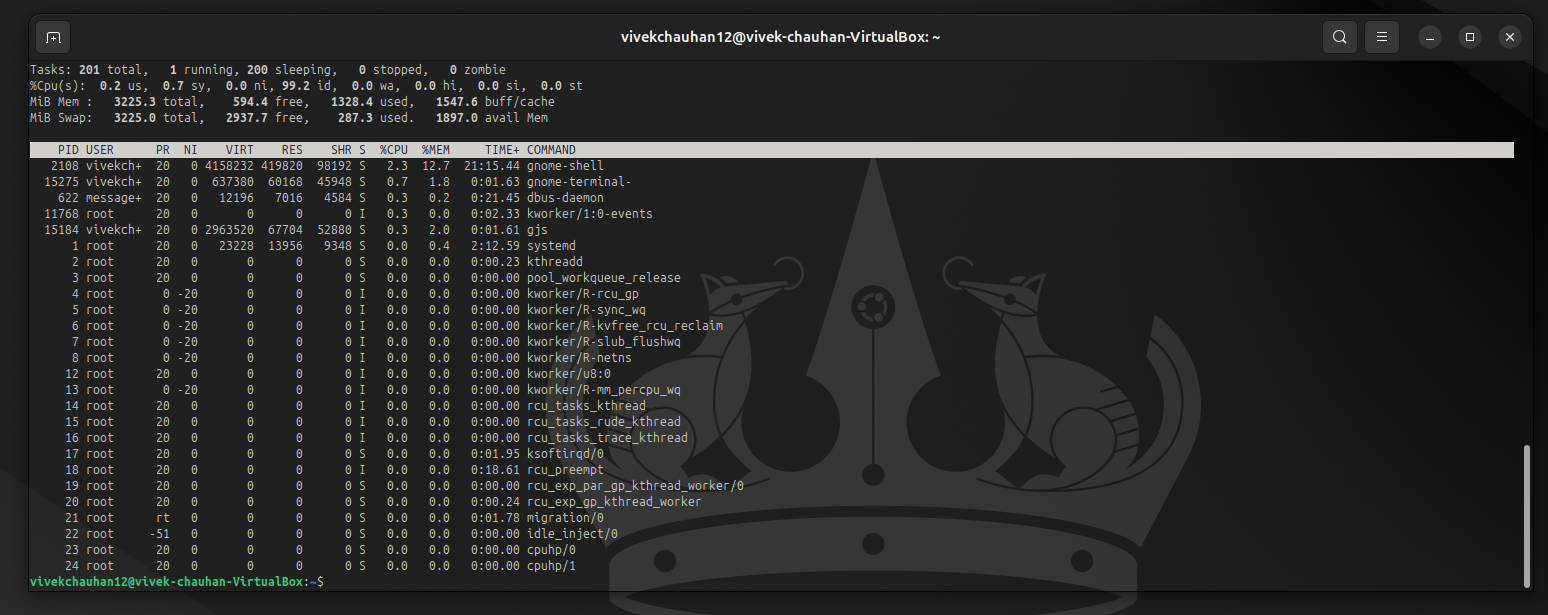 vivekchauhan12@vivek-chauhan-VirtualBox: ~
Tasks: 201 total,   1 running, 200 sleeping,   0 stopped,   0 zombie
%Cpu(s):  0.2 us,  0.7 sy,  0.0 ni, 99.2 id,  0.0 wa,  0.0 hi,  0.0 si,  0.0 st
MiB Mem :   3225.3 total,    594.4 free,   1328.4 used,   1547.6 buff/cache
MiB Swap:   3225.0 total,   2937.7 free,    287.3 used.   1897.0 avail Mem
PID USER      PR  NI    VIRT    RES    SHR S  %CPU  %MEM     TIME+ COMMAND
2108 vivekch+  20   0 4158232 419820  98192 S   2.3  12.7  21:15.44 gnome-shell
15275 vivekch+  20   0  637380  60168  45948 S   0.7   1.8   0:01.63 gnome-terminal-
622 message+  20   0   12196   7016   4584 S   0.3   0.2   0:21.45 dbus-daemon
11768 root      20   0       0      0      0 I   0.3   0.0   0:02.33 kworker/1:0-events
15184 vivekch+  20   0 2963520  67704  52880 S   0.3   2.0   0:01.61 gjs
1 root      20   0   23228  13956   9348 S   0.0   0.4   2:12.59 systemd
2 root      20   0       0      0      0 S   0.0   0.0   0:00.23 kthreadd
3 root      20   0       0      0      0 S   0.0   0.0   0:00.00 pool_workqueue_release
4 root       0 -20       0      0      0 I   0.0   0.0   0:00.00 kworker/R-rcu_gp
5 root       0 -20       0      0      0 I   0.0   0.0   0:00.00 kworker/R-sync_wq
6 root       0 -20       0      0      0 I   0.0   0.0   0:00.00 kworker/R-kvfree_rcu_reclaim
7 root       0 -20       0      0      0 I   0.0   0.0   0:00.00 kworker/R-slub_flushwq
8 root       0 -20       0      0      0 I   0.0   0.0   0:00.00 kworker/R-netns
12 root      20   0       0      0      0 I   0.0   0.0   0:00.00 kworker/u8:0
13 root       0 -20       0      0      0 I   0.0   0.0   0:00.00 kworker/R-mm_percpu_wq
14 root      20   0       0      0      0 I   0.0   0.0   0:00.00 rcu_tasks_kthread
15 root      20   0       0      0      0 I   0.0   0.0   0:00.00 rcu_tasks_rude_kthread
16 root      20   0       0      0      0 I   0.0   0.0   0:00.00 rcu_tasks_trace_kthread
17 root      20   0       0      0      0 S   0.0   0.0   0:01.95 ksoftirqd/0
18 root      20   0       0      0      0 I   0.0   0.0   0:18.61 rcu_preempt
19 root      20   0       0      0      0 S   0.0   0.0   0:00.00 rcu_exp_par_gp_kthread_worker/0
20 root      20   0       0      0      0 S   0.0   0.0   0:00.24 rcu_exp_gp_kthread_worker
21 root      rt   0       0      0      0 S   0.0   0.0   0:01.78 migration/0
22 root     -51   0       0      0      0 S   0.0   0.0   0:00.00 idle_inject/0
23 root      20   0       0      0      0 S   0.0   0.0   0:00.00 cpuhp/0
24 root      20   0       0      0      0 S   0.0   0.0   0:00.00 cpuhp/1
vivekchauhan12@vivek-chauhan-VirtualBox:~$